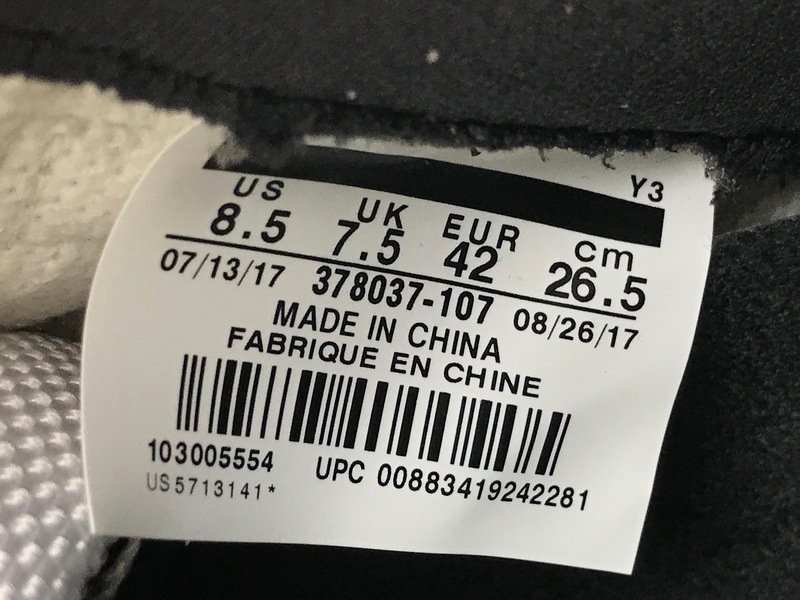 Y3
US UK EUR cm
8.5 7.5 42 26.5
07/13/17 378037-107 08/26/17
MADE IN CHINA
FABRIQUE EN CHINE
103005554 UPC 00883419242281
US5713141*